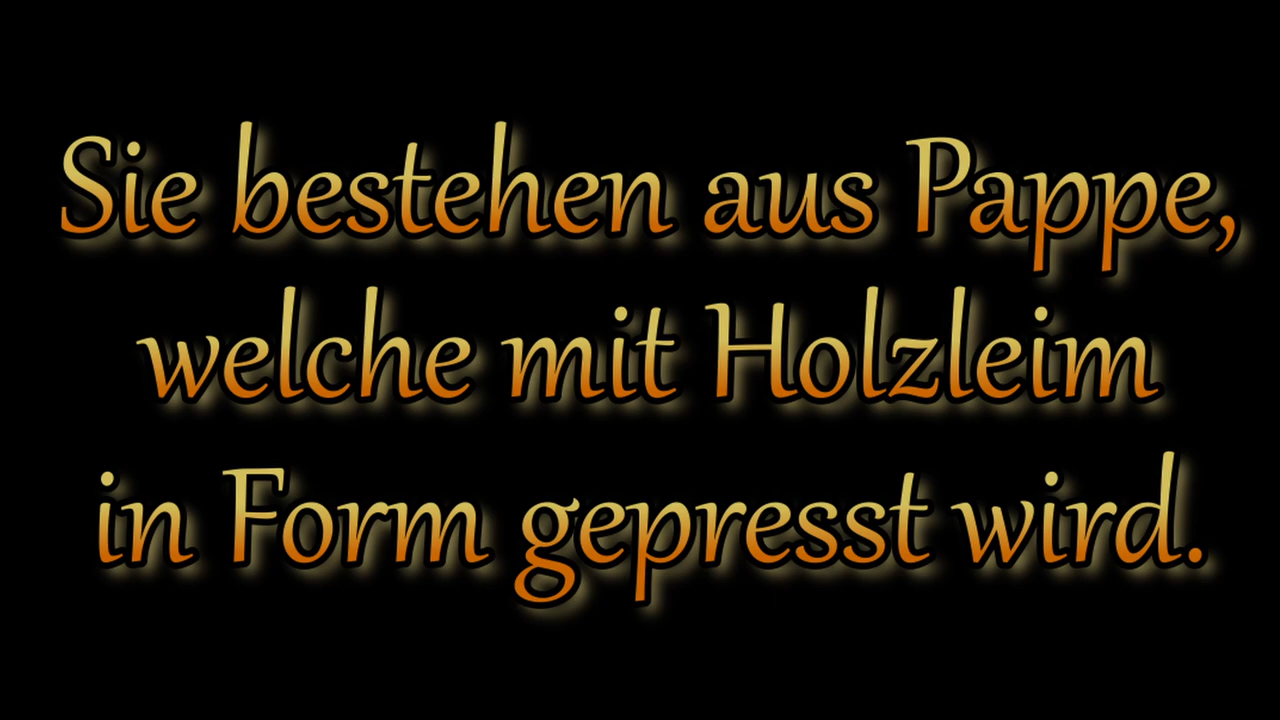 Sie bestehen aus Pappe,
welche mit Holzleim
in Form gepresst wird.